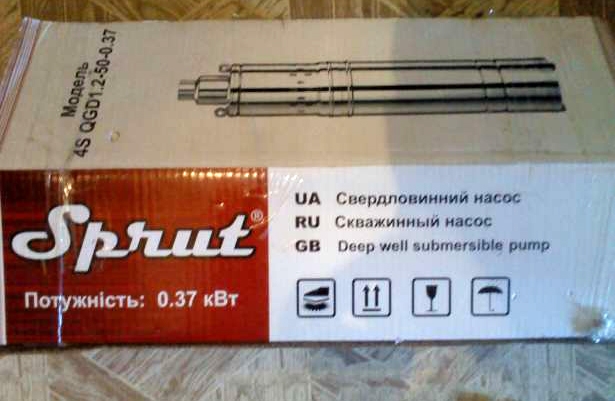 Модель
4S QGD1.2-50-0.37
Sprut®
Потужність: 0.37 кВт
UA Свердловинний насос
RU Скважинный насос
GB Deep well submersible pump